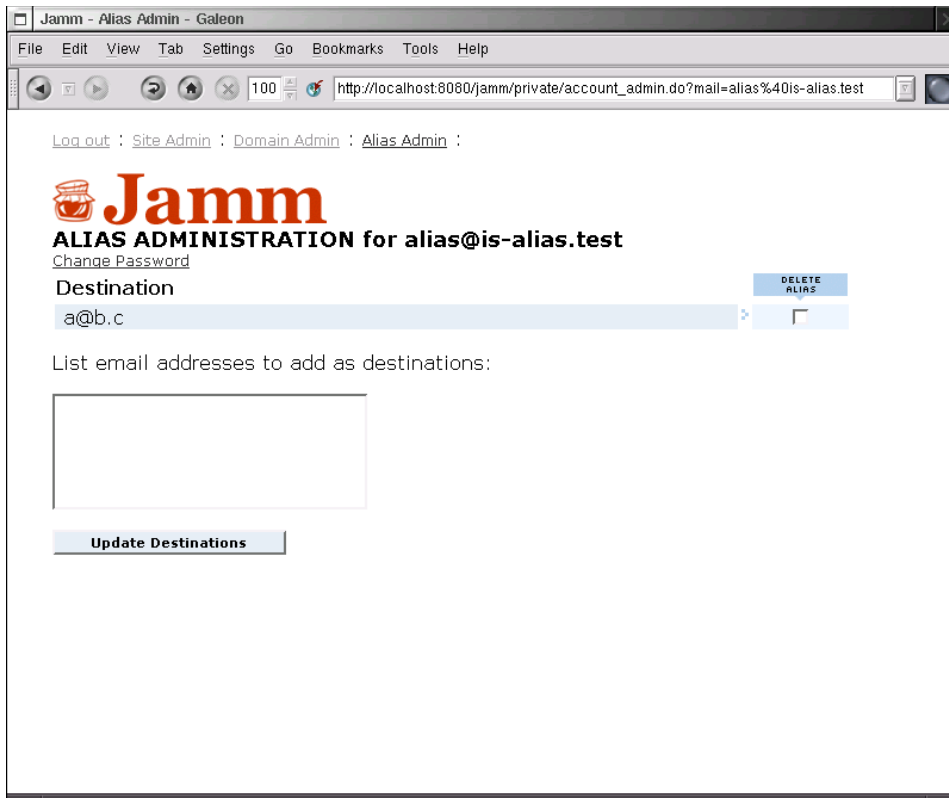 Jamm - Alias Admin - Galeon
File Edit View Tab Settings Go Bookmarks Tools Help
100 http://localhost:8080/jamm/private/account_admin.do?mail=alias%40is-alias.test
Log out : Site Admin : Domain Admin : Alias Admin :
Jamm
ALIAS ADMINISTRATION for alias@is-alias.test
Change Password
Destination DELETE ALIAS
a@b.c
List email addresses to add as destinations:
Update Destinations